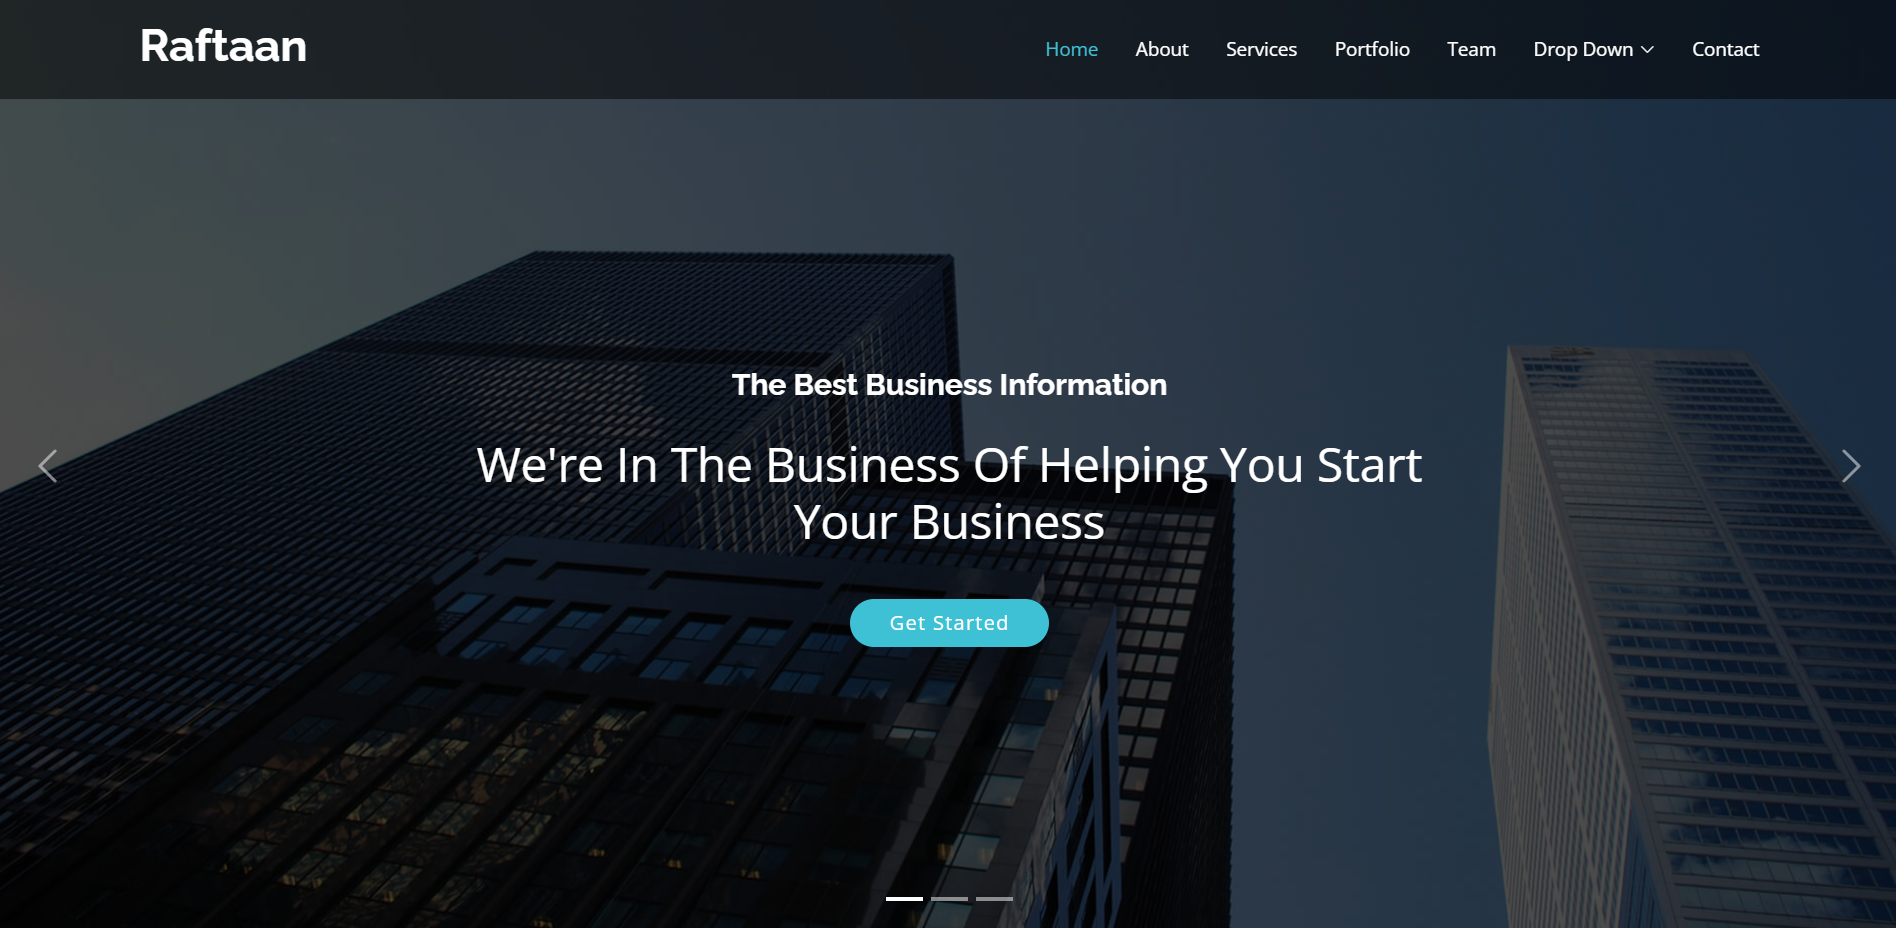 Raftaan
Home About Services Portfolio Team Drop Down Contact
The Best Business Information
We're In The Business Of Helping You Start
Your Business
Get Started